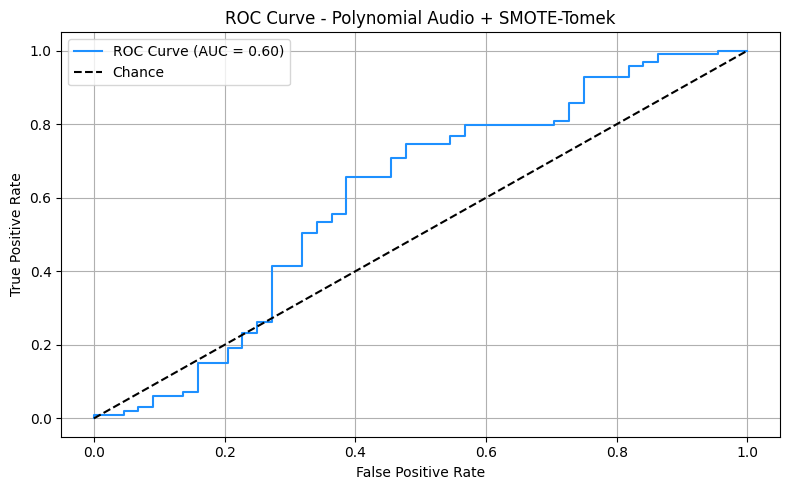 ROC Curve - Polynomial Audio + SMOTE-Tomek
ROC Curve (AUC = 0.60)
Chance
True Positive Rate
1.0
0.8
0.6
0.4
0.2
0.0
0.0 0.2 0.4 0.6 0.8 1.0
False Positive Rate